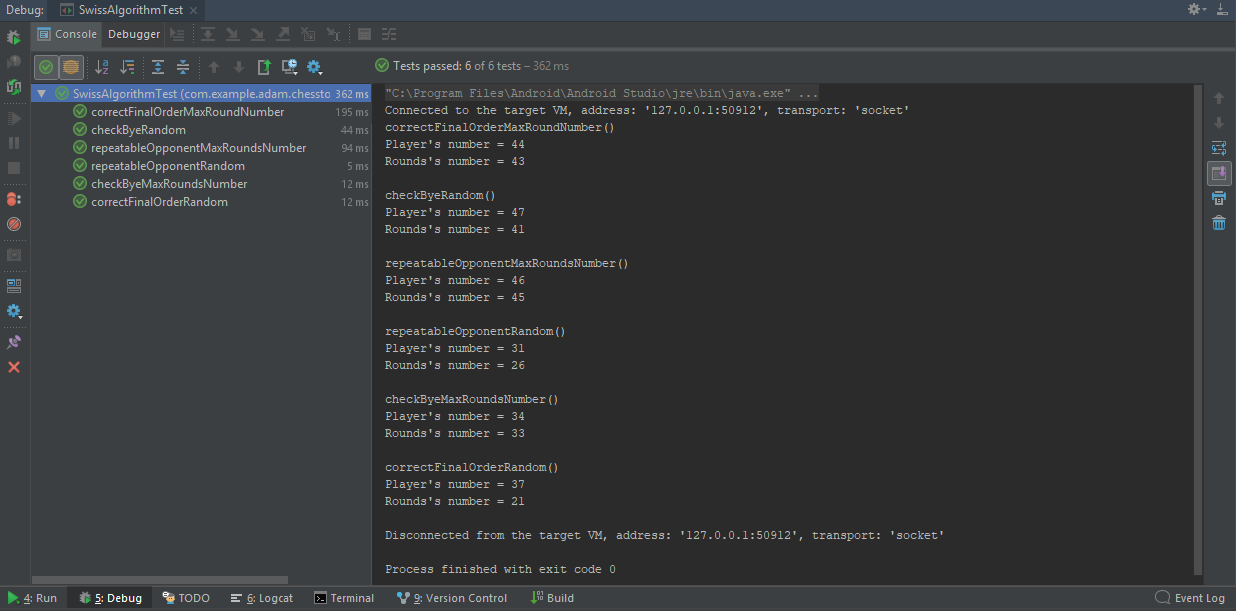 Debug: SwissAlgorithmTest
Console Debugger
Tests passed: 6 of 6 tests – 362 ms
SwissAlgorithmTest (com.example.adam.chessto 362 ms
correctFinalOrderMaxRoundNumber 195 ms
checkByeRandom 44 ms
repeatableOpponentMaxRoundsNumber 94 ms
repeatableOpponentRandom 5 ms
checkByeMaxRoundsNumber 12 ms
correctFinalOrderRandom 12 ms
"C:\Program Files\Android\Android Studio\jre\bin\java.exe" ...
Connected to the target VM, address: '127.0.0.1:50912', transport: 'socket'
correctFinalOrderMaxRoundNumber()
Player's number = 44
Rounds's number = 43
checkByeRandom()
Player's number = 47
Rounds's number = 41
repeatableOpponentMaxRoundsNumber()
Player's number = 46
Rounds's number = 45
repeatableOpponentRandom()
Player's number = 31
Rounds's number = 26
checkByeMaxRoundsNumber()
Player's number = 34
Rounds's number = 33
correctFinalOrderRandom()
Player's number = 37
Rounds's number = 21
Disconnected from the target VM, address: '127.0.0.1:50912', transport: 'socket'
Process finished with exit code 0
4: Run 5: Debug TODO 6: Logcat Terminal 9: Version Control Build Event Log